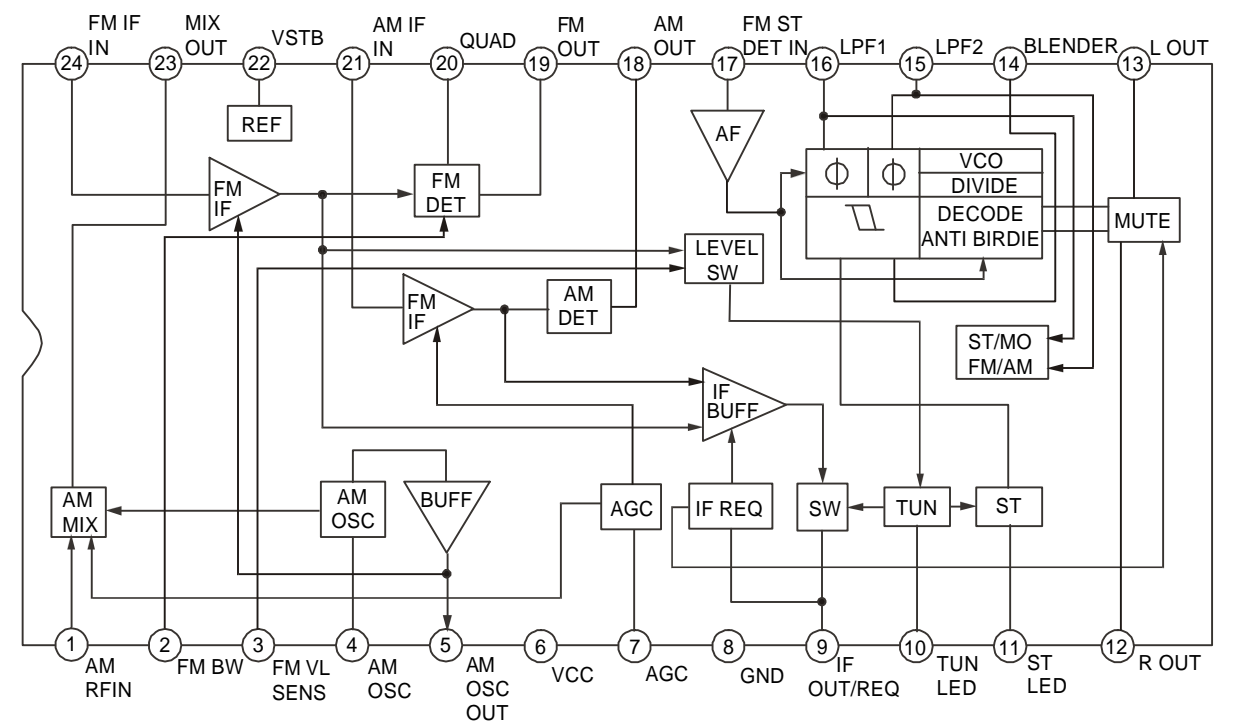 FM IF
IN
MIX
OUT
VSTB
AM IF
IN
QUAD
FM
OUT
AM
OUT
FM ST
DET IN
LPF1
LPF2
BLENDER
L OUT
24
23
22
21
20
19
18
17
16
15
14
13
REF
AF
FM
IF
FM
DET
VCO
DIVIDE
DECODE
ANTI BIRDIE
MUTE
LEVEL
SW
FM
IF
AM
DET
ST/MO
FM/AM
IF
BUFF
AM
MIX
AM
OSC
BUFF
AGC
IF REQ
SW
TUN
ST
1
2
3
4
5
6
7
8
9
10
11
12
AM
RFIN
FM BW
FM VL
SENS
AM
OSC
AM
OSC
OUT
VCC
AGC
GND
IF
OUT/REQ
TUN
LED
ST
LED
R OUT